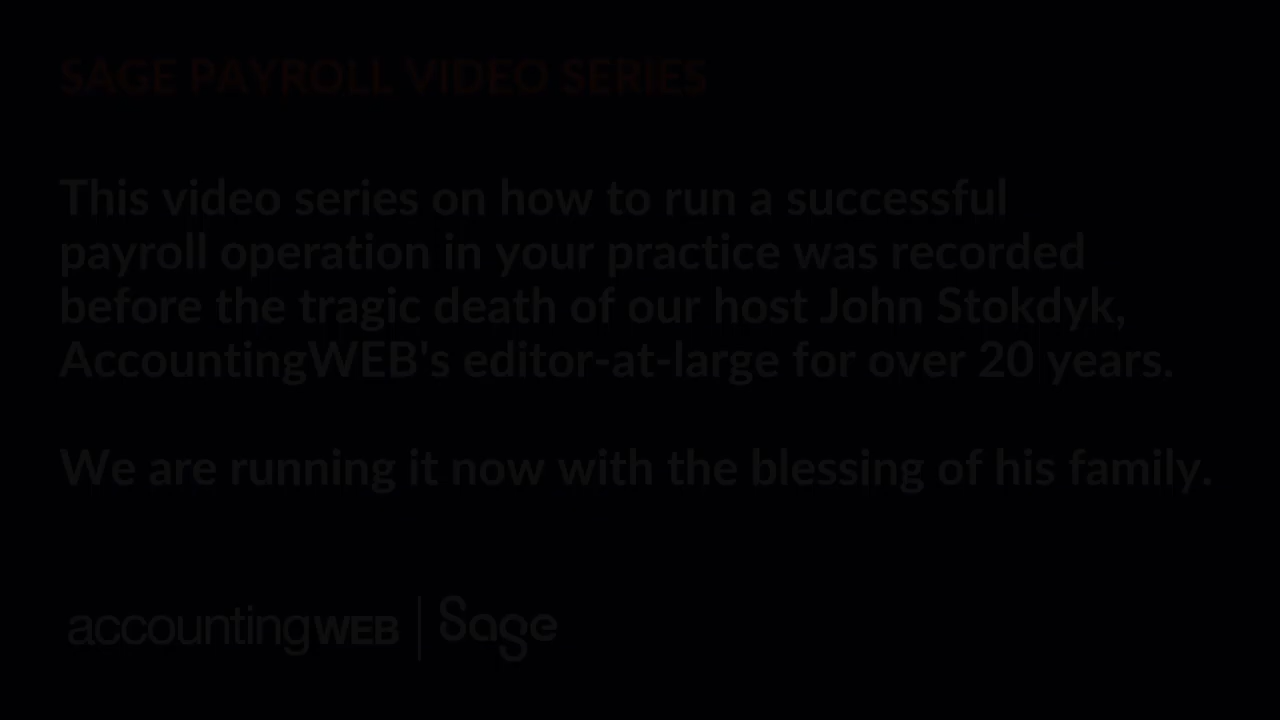 SAGE PAYROLL VIDEO SERIES
This video series on how to run a successful
payroll operation in your practice was recorded
before the tragic death of our host John Stokdyk,
AccountingWEB's editor-at-large for over 20 years.
We are running it now with the blessing of his family.
accountingWEB | Sage